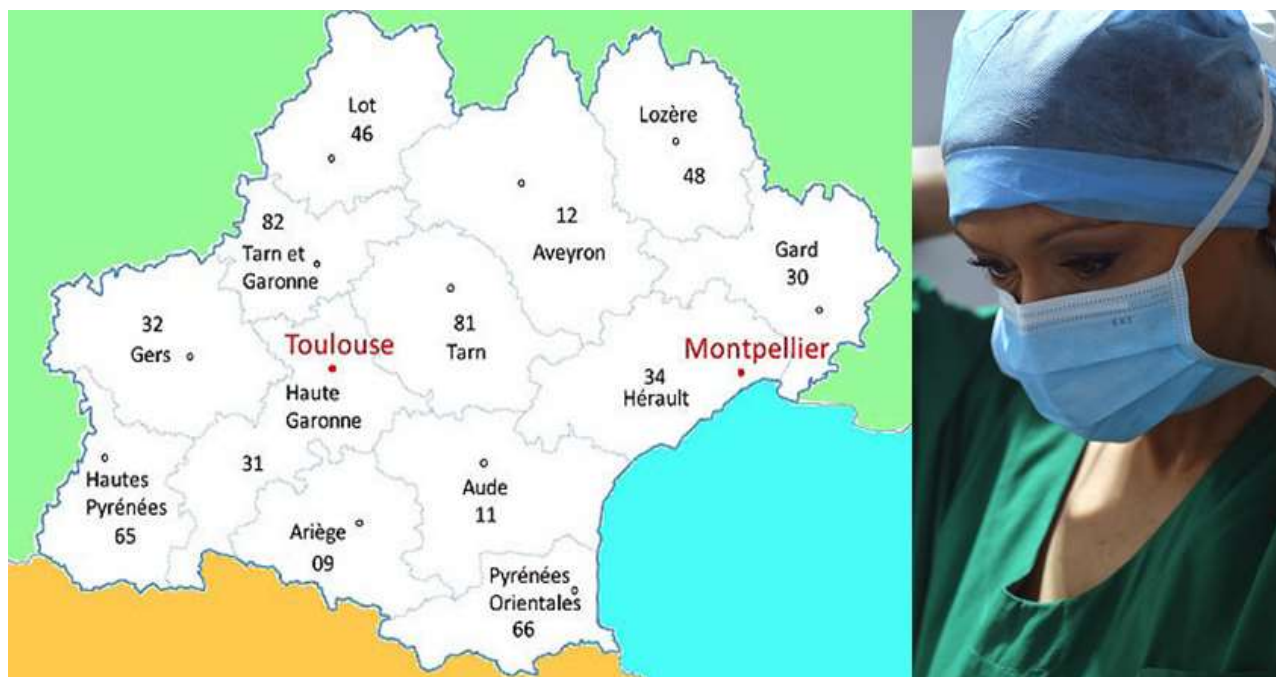 Lot
46
Lozère
48
82
Tarn et
Garonne
12
Aveyron
Gard
30
32
Gers
Toulouse
Haute
Garonne
31
81
Tarn
Montpellier
34
Hérault
Hautes
Pyrénées
65
Ariège
09
Aude
11
Pyrénées
Orientales
66